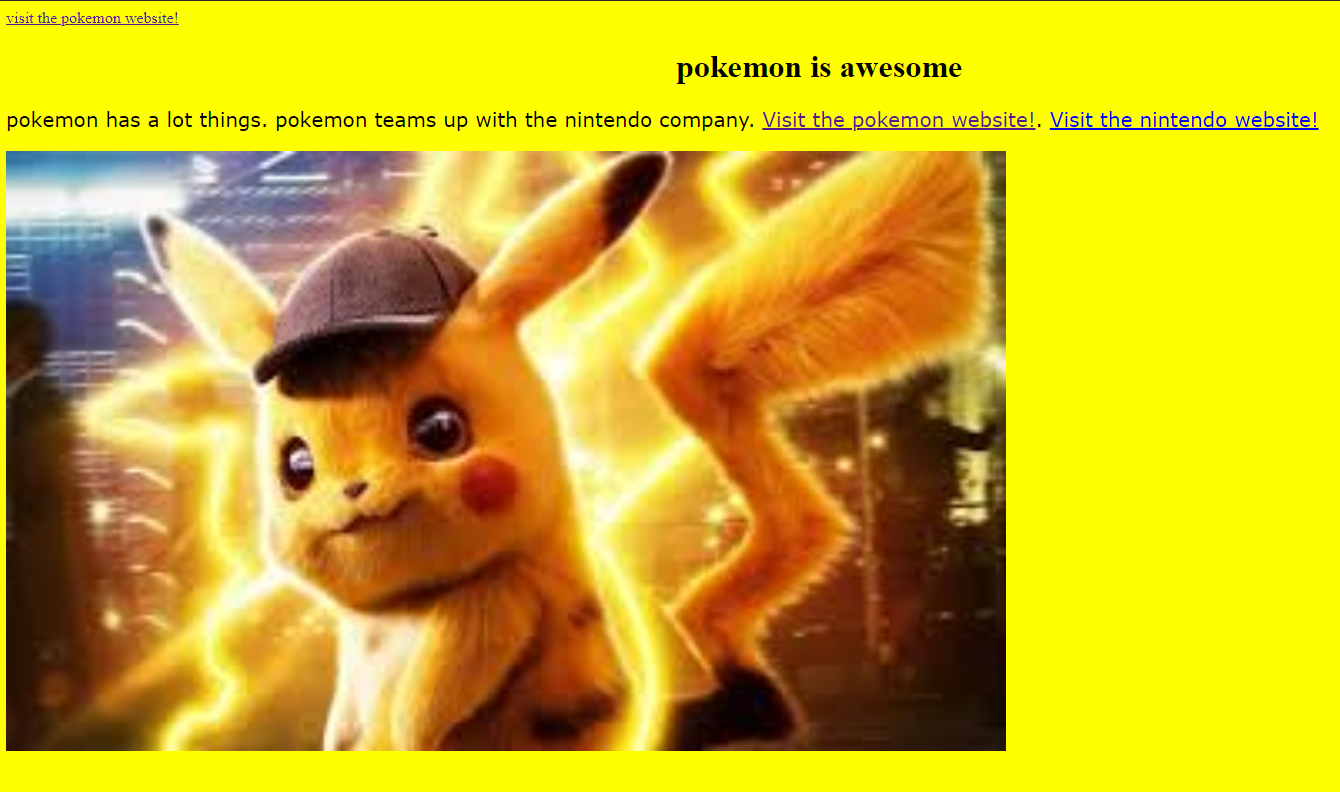 visit the pokemon website!
pokemon is awesome
pokemon has a lot things. pokemon teams up with the nintendo company. Visit the pokemon website!. Visit the nintendo website!